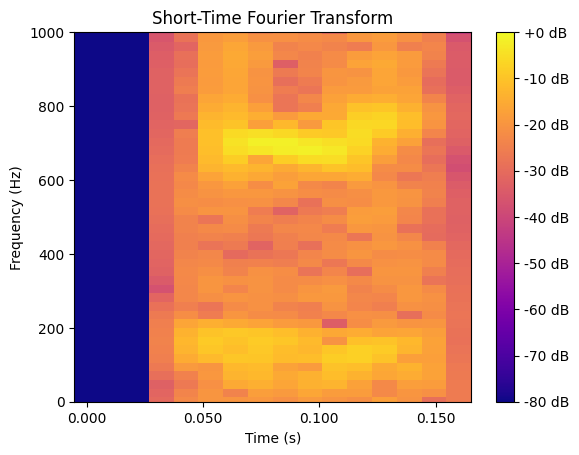 Short-Time Fourier Transform
1000
800
600
400
200
0
Frequency (Hz)
0.000
0.050
0.100
0.150
Time (s)
+0 dB
-10 dB
-20 dB
-30 dB
-40 dB
-50 dB
-60 dB
-70 dB
-80 dB